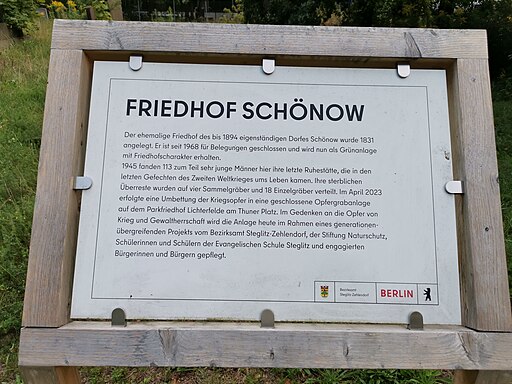 FRIEDHOF SCHÖNOW
Der ehemalige Friedhof des bis 1894 eigenständigen Dorfes Schönow wurde 1831
angelegt. Er ist seit 1968 für Belegungen geschlossen und wird nun als Grünanlage
mit Friedhofscharakter erhalten.
1945 fanden 113 zum Teil sehr junge Männer hier ihre letzte Ruhestätte, die in den
letzten Gefechten des Zweiten Weltkrieges ums Leben kamen. Ihre sterblichen
Überreste wurden auf vier Sammelgräber und 18 Einzelgräber verteilt. Im April 2023
erfolgte eine Umbettung der Kriegsopfer in eine geschlossene Opfergrabanlage
auf dem Parkfriedhof Lichterfelde am Thuner Platz. Im Gedenken an die Opfer von
Krieg und Gewaltherrschaft wird die Anlage heute im Rahmen eines generationen-
übergreifenden Projekts vom Bezirksamt Steglitz-Zehlendorf, der Stiftung Naturschutz,
Schülerinnen und Schülern der Evangelischen Schule Steglitz und engagierten
Bürgerinnen und Bürgern gepflegt.
Bezirksamt
Steglitz-Zehlendorf
BERLIN